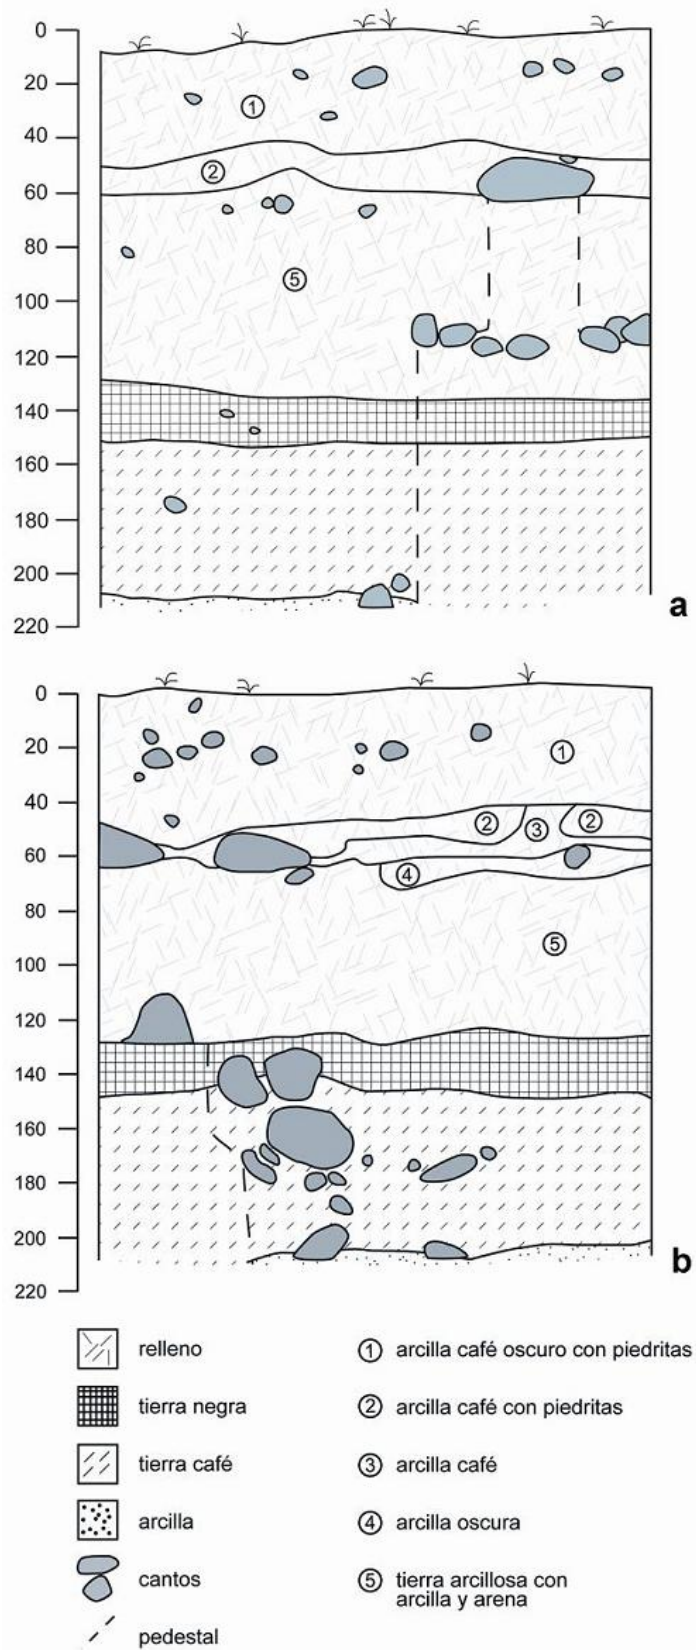 0
20
40
60
80
100
120
140
160
180
200
220
1
2
5
a
0
20
40
60
80
100
120
140
160
180
200
220
1
2
3
2
4
5
b
relleno
tierra negra
tierra café
arcilla
cantos
pedestal
1 arcilla café oscuro con piedritas
2 arcilla café con piedritas
3 arcilla café
4 arcilla oscura
5 tierra arcillosa con
arcilla y arena